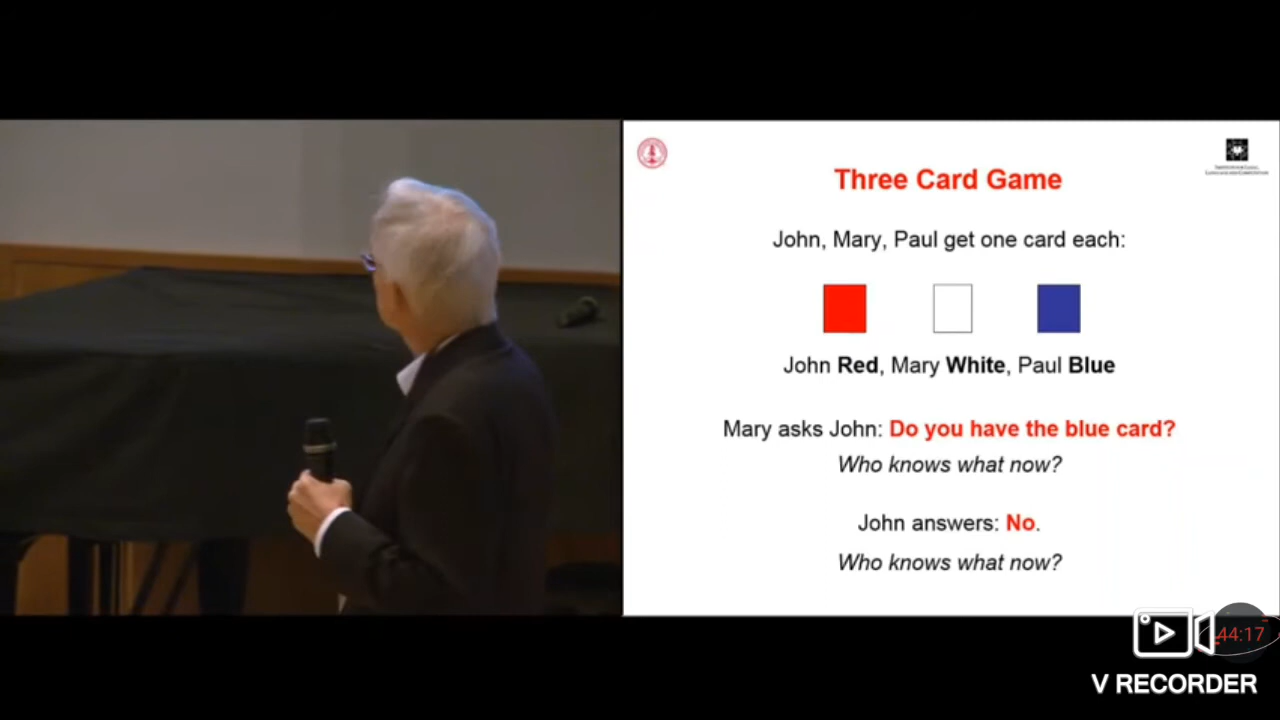 Three Card Game
John, Mary, Paul get one card each:
John Red, Mary White, Paul Blue
Mary asks John: Do you have the blue card?
Who knows what now?
John answers: No.
Who knows what now?
44:17
V RECORDER